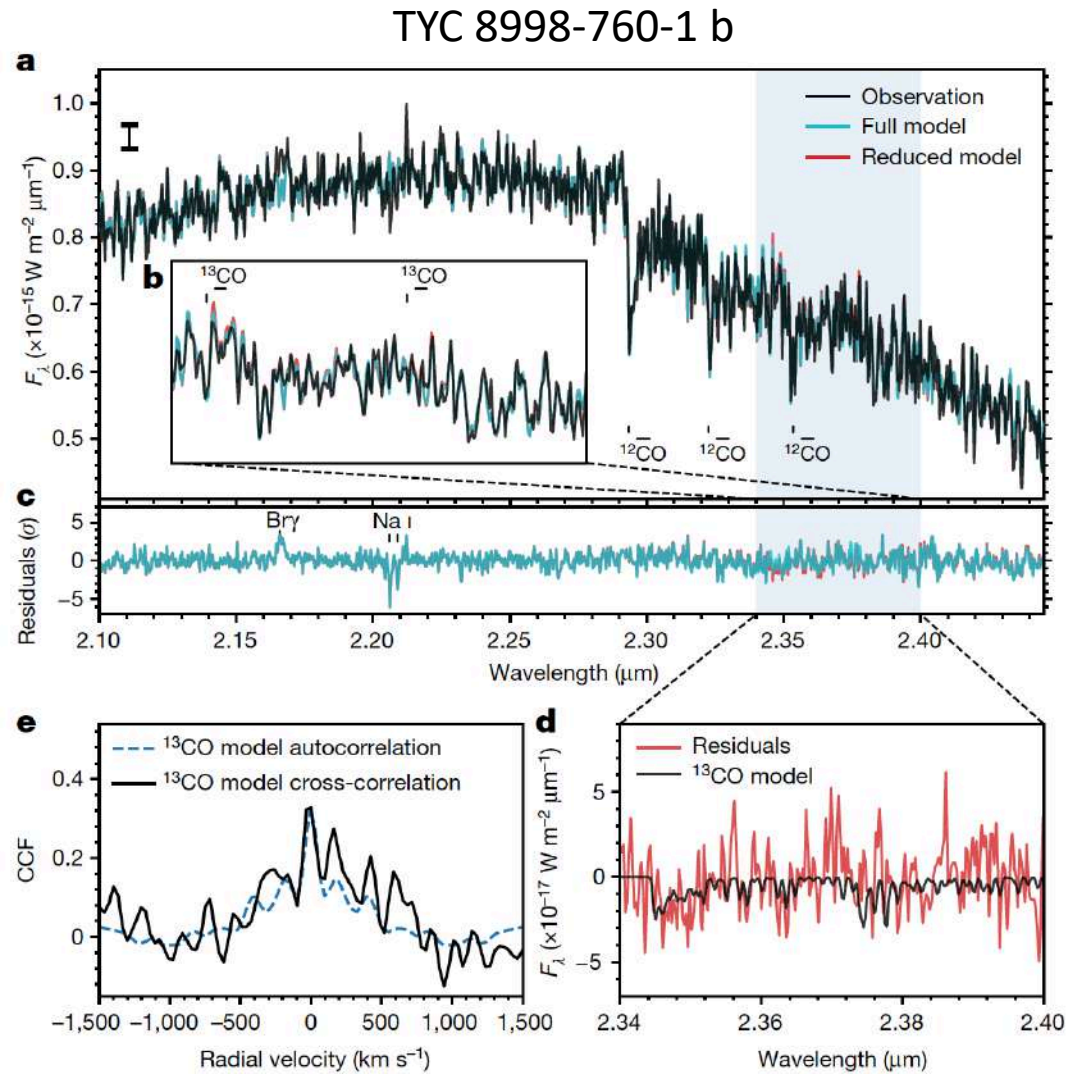 TYC 8998-760-1 b
a
Observation
Full model
Reduced model
1.0
0.9
0.8
0.7
0.6
0.5
F_λ (×10⁻¹⁵ W m⁻² μm⁻¹)
b
¹³CO
¹³CO
¹²CO
¹²CO
¹²CO
c
Brγ
Na I
5
0
−5
Residuals (σ)
2.10
2.15
2.20
2.25
2.30
2.35
2.40
Wavelength (μm)
e
¹³CO model autocorrelation
¹³CO model cross-correlation
0.4
0.2
0
CCF
−1,500
−1,000
−500
0
500
1,000
1,500
Radial velocity (km s⁻¹)
d
Residuals
¹³CO model
5
0
−5
F_λ (×10⁻¹⁷ W m⁻² μm⁻¹)
2.34
2.36
2.38
2.40
Wavelength (μm)